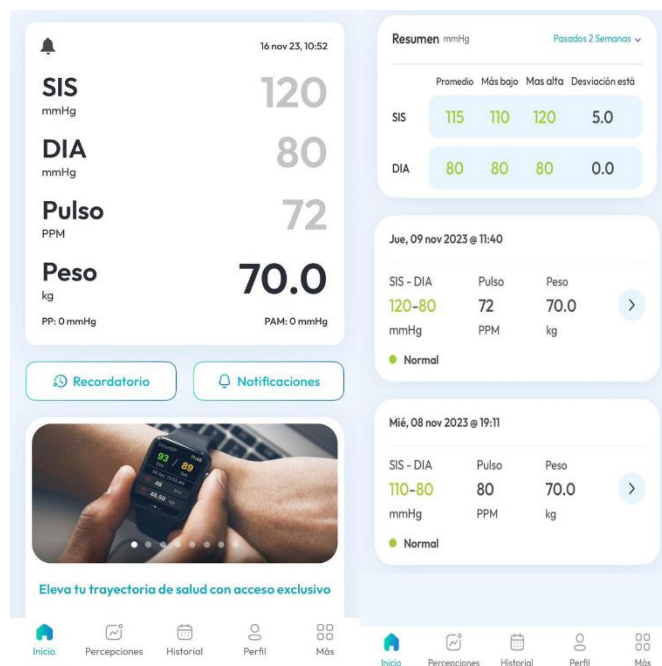 16 nov 23, 10:52
SIS 120
mmHg
DIA 80
mmHg
Pulso 72
PPM
Peso 70.0
kg
PP: 0 mmHg PAM: 0 mmHg
Recordatorio Notificaciones
93 / 89
48
48.50
Eleva tu trayectoria de salud con acceso exclusivo
Inicio Percepciones Historial Perfil Más
Resumen mmHg Pasados 2 Semanas
Promedio Más bajo Mas alta Desviación está
SIS 115 110 120 5.0
DIA 80 80 80 0.0
Jue, 09 nov 2023 @ 11:40
SIS - DIA Pulso Peso
120-80 72 70.0
mmHg PPM kg
Normal
Mié, 08 nov 2023 @ 19:11
SIS - DIA Pulso Peso
110-80 80 70.0
mmHg PPM kg
Normal
Inicio Percepciones Historial Perfil Más